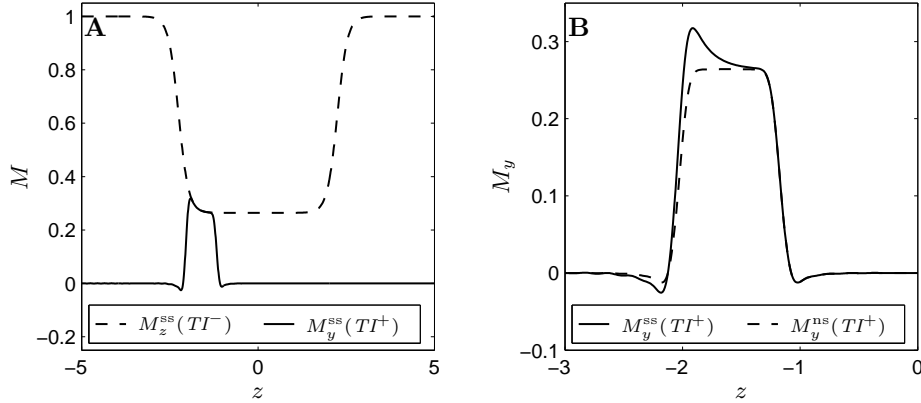 A
1
0.8
0.6
0.4
0.2
0
−0.2
M
−5
0
5
z
M_z^ss(TI^−)
M_y^ss(TI^+)
B
0.3
0.2
0.1
0
−0.1
M_y
−3
−2
−1
0
z
M_y^ss(TI^+)
M_y^ns(TI^+)